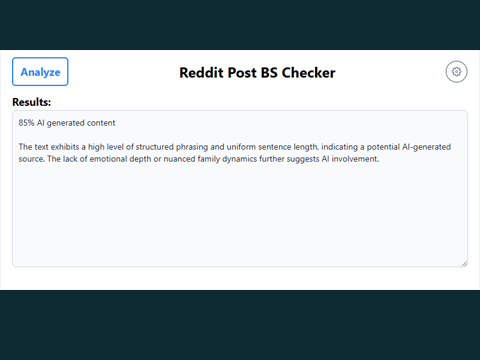 Analyze
Reddit Post BS Checker
Results:
85% AI generated content
The text exhibits a high level of structured phrasing and uniform sentence length, indicating a potential AI-generated
source. The lack of emotional depth or nuanced family dynamics further suggests AI involvement.